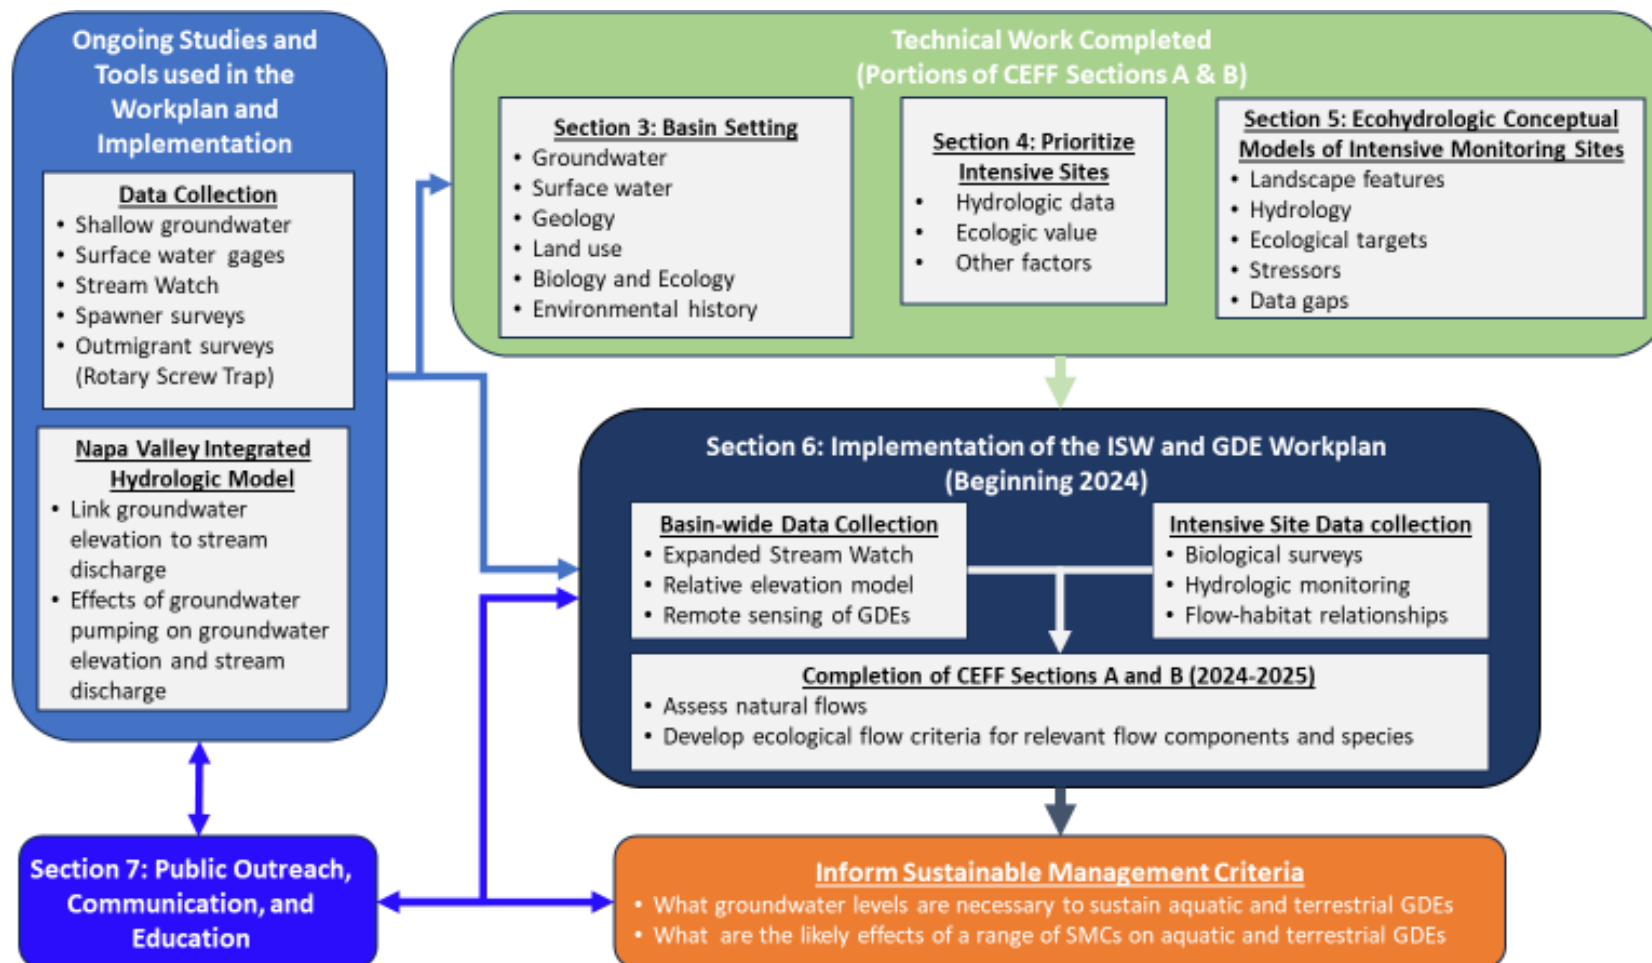 Ongoing Studies and
Tools used in the
Workplan and
Implementation
Data Collection
• Shallow groundwater
• Surface water gages
• Stream Watch
• Spawner surveys
• Outmigrant surveys
(Rotary Screw Trap)
Napa Valley Integrated
Hydrologic Model
• Link groundwater
elevation to stream
discharge
• Effects of groundwater
pumping on groundwater
elevation and stream
discharge
Technical Work Completed
(Portions of CEFF Sections A & B)
Section 3: Basin Setting
• Groundwater
• Surface water
• Geology
• Land use
• Biology and Ecology
• Environmental history
Section 4: Prioritize
Intensive Sites
• Hydrologic data
• Ecologic value
• Other factors
Section 5: Ecohydrologic Conceptual
Models of Intensive Monitoring Sites
• Landscape features
• Hydrology
• Ecological targets
• Stressors
• Data gaps
Section 6: Implementation of the ISW and GDE Workplan
(Beginning 2024)
Basin-wide Data Collection
• Expanded Stream Watch
• Relative elevation model
• Remote sensing of GDEs
Intensive Site Data collection
• Biological surveys
• Hydrologic monitoring
• Flow-habitat relationships
Completion of CEFF Sections A and B (2024-2025)
• Assess natural flows
• Develop ecological flow criteria for relevant flow components and species
Section 7: Public Outreach,
Communication, and
Education
Inform Sustainable Management Criteria
• What groundwater levels are necessary to sustain aquatic and terrestrial GDEs
• What are the likely effects of a range of SMCs on aquatic and terrestrial GDEs